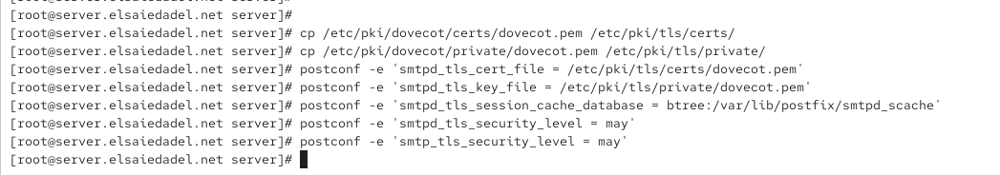 [root@server.elsaiedadel.net server]#
[root@server.elsaiedadel.net server]# cp /etc/pki/dovecot/certs/dovecot.pem /etc/pki/tls/certs/
[root@server.elsaiedadel.net server]# cp /etc/pki/dovecot/private/dovecot.pem /etc/pki/tls/private/
[root@server.elsaiedadel.net server]# postconf -e 'smtpd_tls_cert_file = /etc/pki/tls/certs/dovecot.pem'
[root@server.elsaiedadel.net server]# postconf -e 'smtpd_tls_key_file = /etc/pki/tls/private/dovecot.pem'
[root@server.elsaiedadel.net server]# postconf -e 'smtpd_tls_session_cache_database = btree:/var/lib/postfix/smtpd_scache'
[root@server.elsaiedadel.net server]# postconf -e 'smtpd_tls_security_level = may'
[root@server.elsaiedadel.net server]# postconf -e 'smtp_tls_security_level = may'
[root@server.elsaiedadel.net server]#